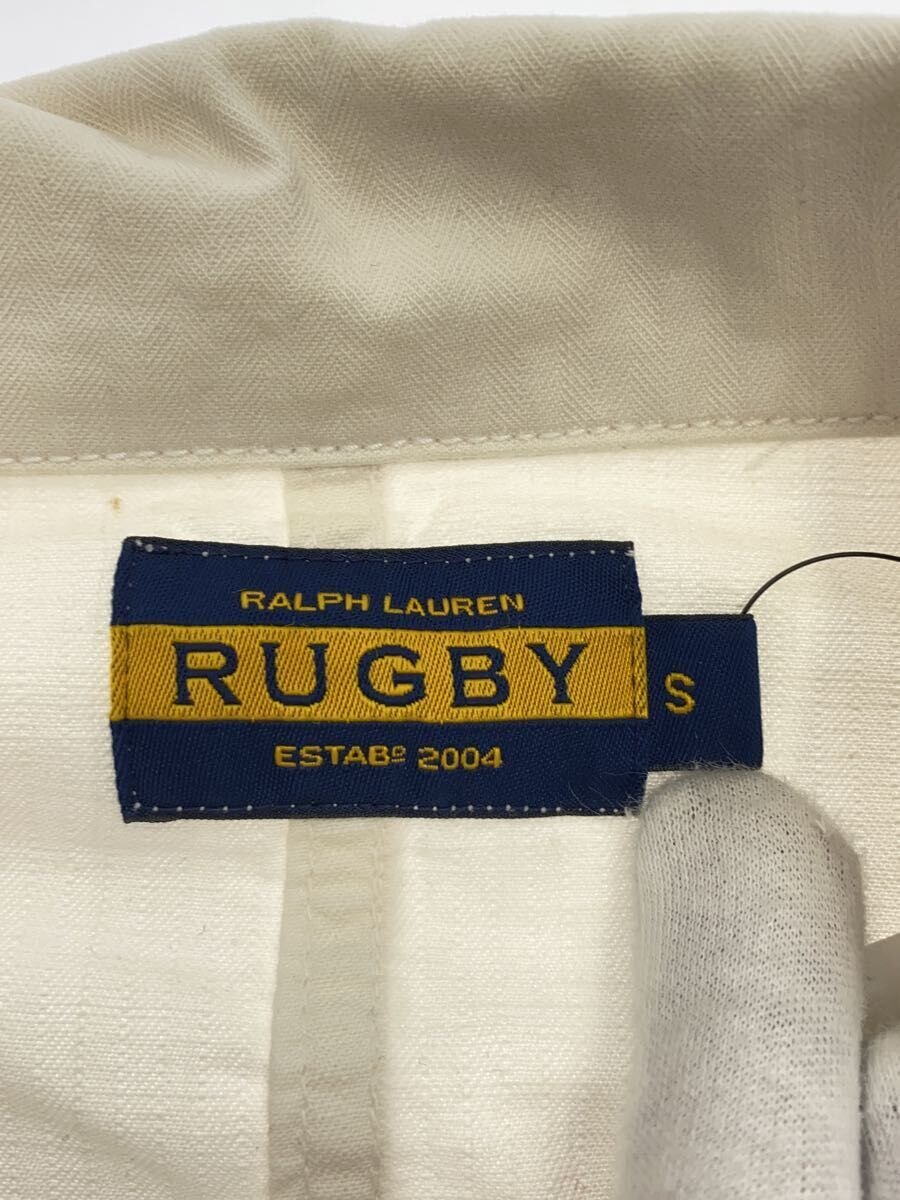 RALPH LAUREN
RUGBY
S
ESTABº 2004